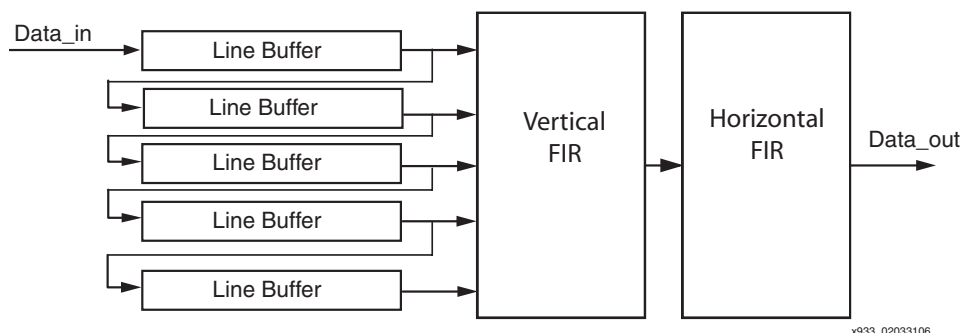 Data_in
Line Buffer
Line Buffer
Line Buffer
Line Buffer
Line Buffer
Vertical
FIR
Horizontal
FIR
Data_out
x933_02033106